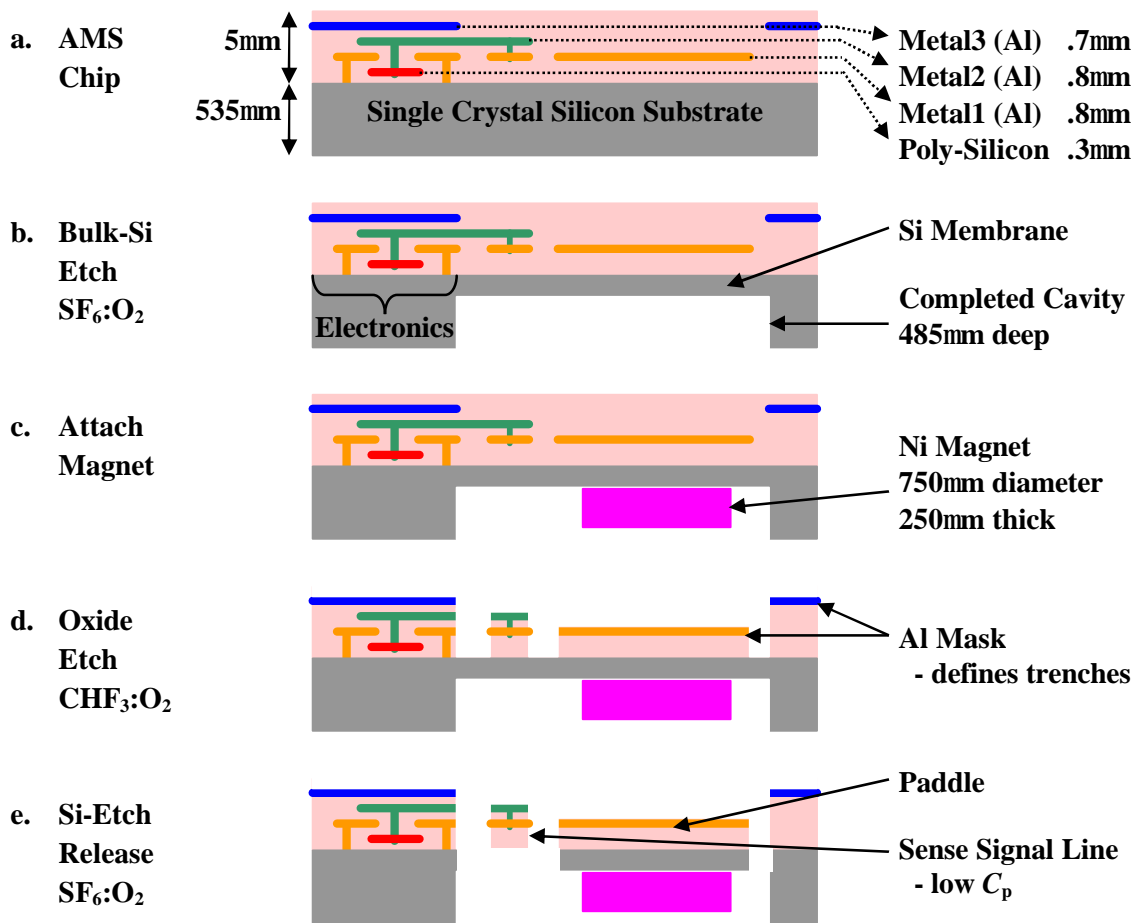 a. AMS Chip
5mm
535mm
Single Crystal Silicon Substrate
Metal3 (Al) .7mm
Metal2 (Al) .8mm
Metal1 (Al) .8mm
Poly-Silicon .3mm
b. Bulk-Si
Etch
SF6:O2
Electronics
Si Membrane
Completed Cavity
485mm deep
c. Attach
Magnet
Ni Magnet
750mm diameter
250mm thick
d. Oxide
Etch
CHF3:O2
Al Mask
- defines trenches
e. Si-Etch
Release
SF6:O2
Paddle
Sense Signal Line
- low Cp